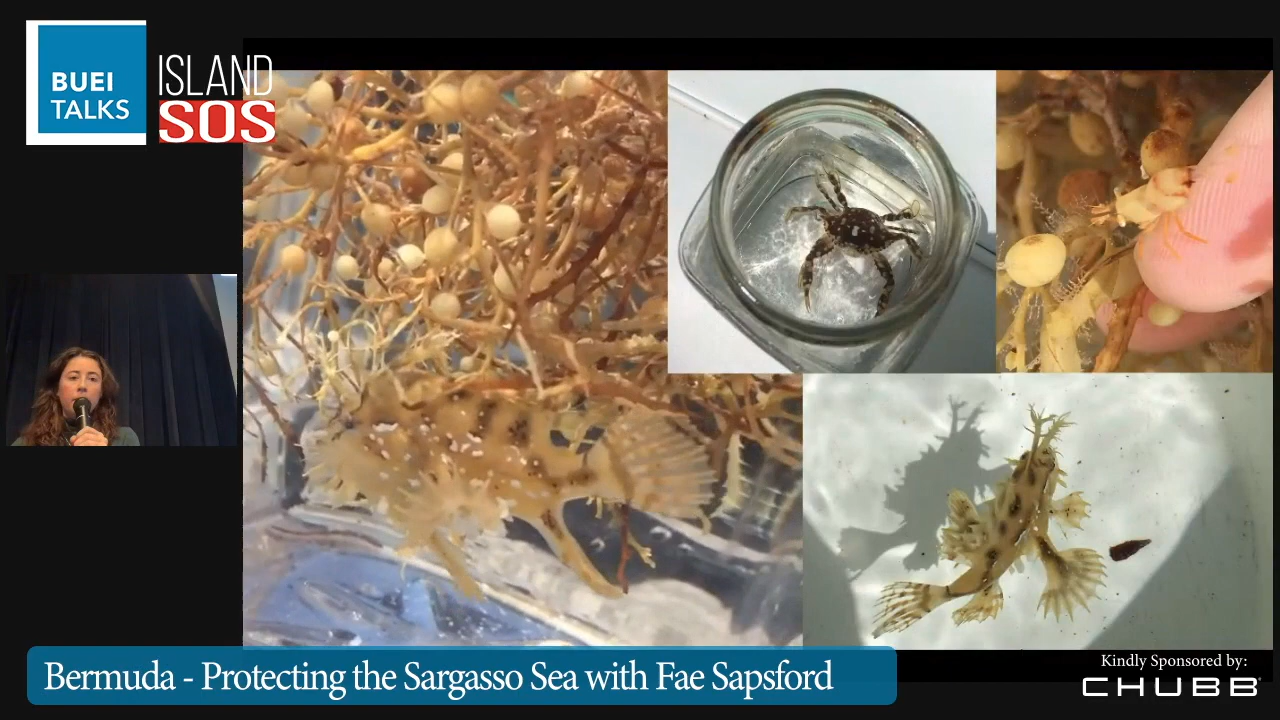 BUEI
TALKS
ISLAND
SOS
Bermuda - Protecting the Sargasso Sea with Fae Sapsford
Kindly Sponsored by:
CHUBB